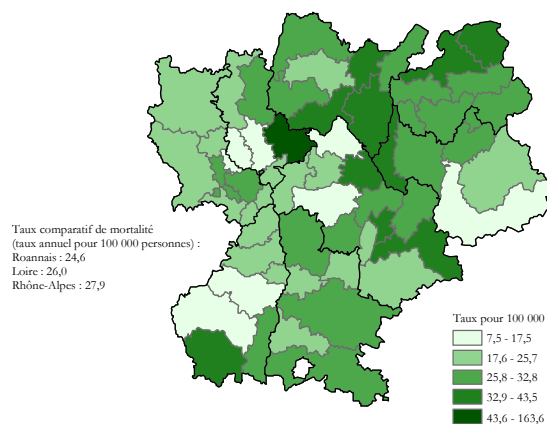 Taux comparatif de mortalité
(taux annuel pour 100 000 personnes) :
Roannais : 24,6
Loire : 26,0
Rhône-Alpes : 27,9
Taux pour 100 000
7,5 - 17,5
17,6 - 25,7
25,8 - 32,8
32,9 - 43,5
43,6 - 163,6